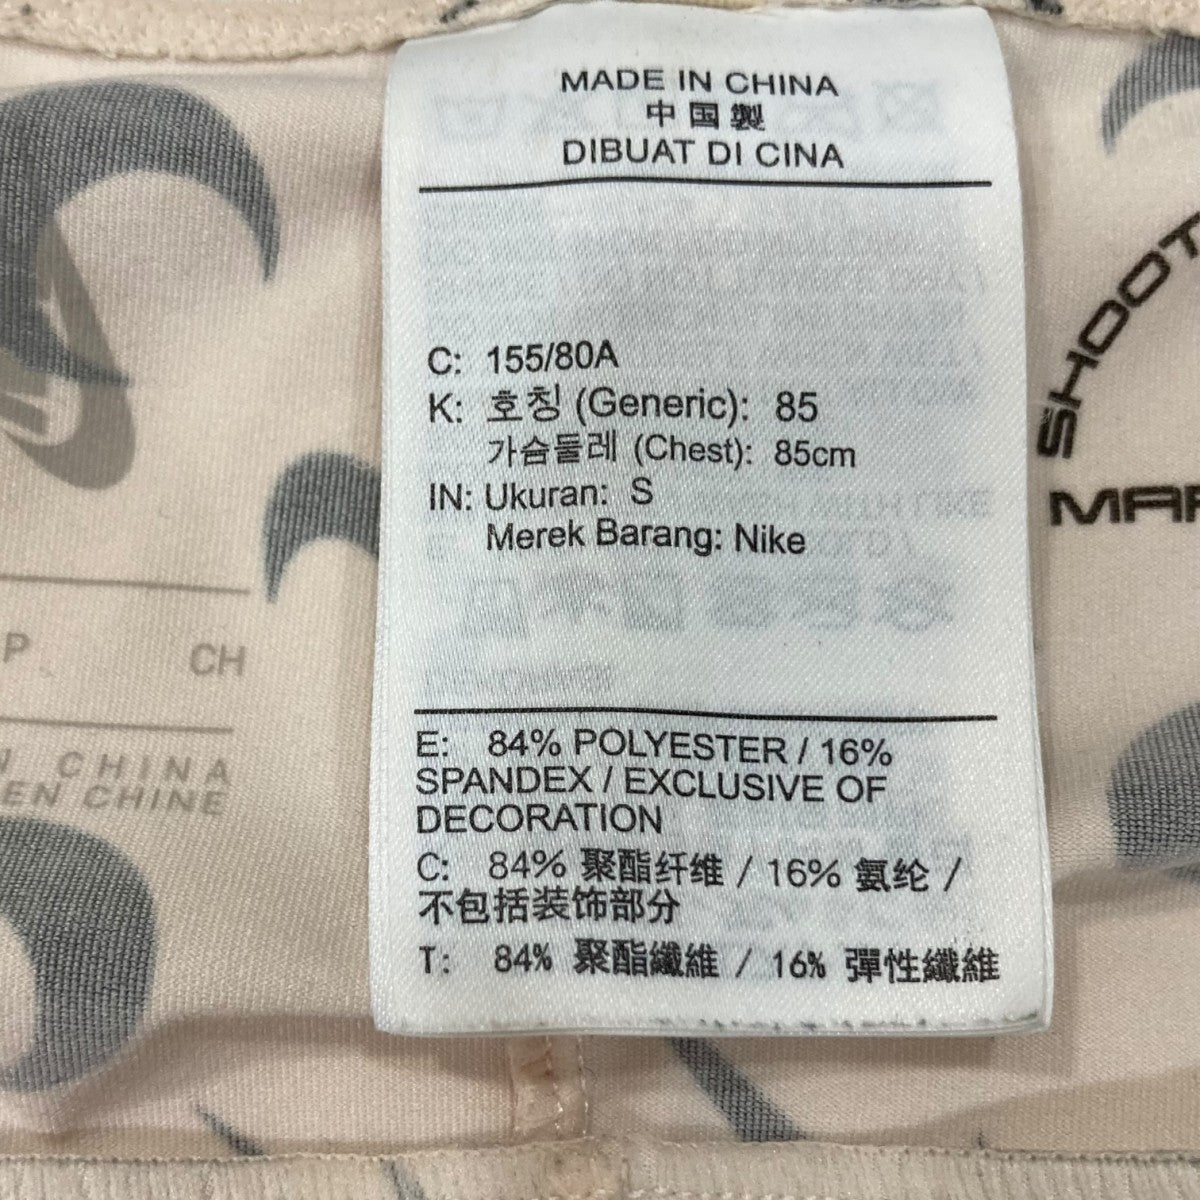 MADE IN CHINA
中国製
DIBUAT DI CINA
C: 155/80A
K: 호칭 (Generic): 85
가슴둘레 (Chest): 85cm
IN: Ukuran: S
Merek Barang: Nike
E: 84% POLYESTER / 16%
SPANDEX / EXCLUSIVE OF
DECORATION
C: 84% 聚酯纤维 / 16% 氨纶 /
不包括装饰部分
T: 84% 聚酯纖維 / 16% 彈性纖維
P CH
CHINA
EN CHINE
SHOOT